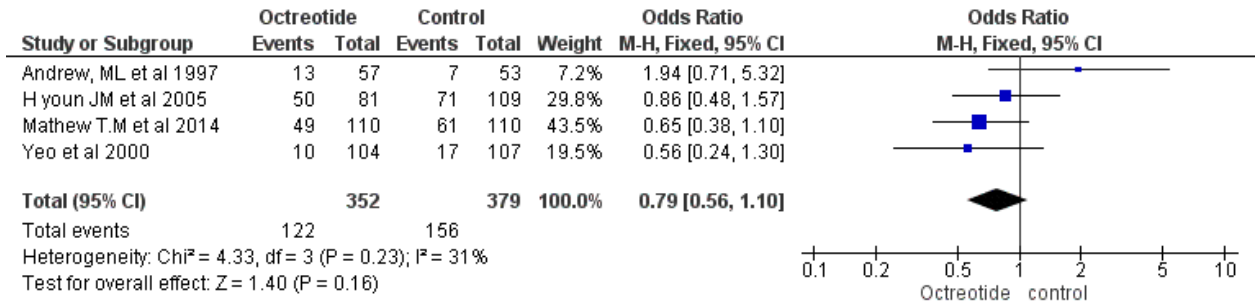 Octreotide Control Odds Ratio Odds Ratio
Study or Subgroup Events Total Events Total Weight M-H, Fixed, 95% CI M-H, Fixed, 95% CI
Andrew, ML et al 1997 13 57 7 53 7.2% 1.94 [0.71, 5.32]
H youn JM et al 2005 50 81 71 109 29.8% 0.86 [0.48, 1.57]
Mathew T.M et al 2014 49 110 61 110 43.5% 0.65 [0.38, 1.10]
Yeo et al 2000 10 104 17 107 19.5% 0.56 [0.24, 1.30]
Total (95% CI) 352 379 100.0% 0.79 [0.56, 1.10]
Total events 122 156
Heterogeneity: Chi² = 4.33, df = 3 (P = 0.23); I² = 31%
Test for overall effect: Z = 1.40 (P = 0.16)
0.1 0.2 0.5 1 2 5 10
Octreotide control